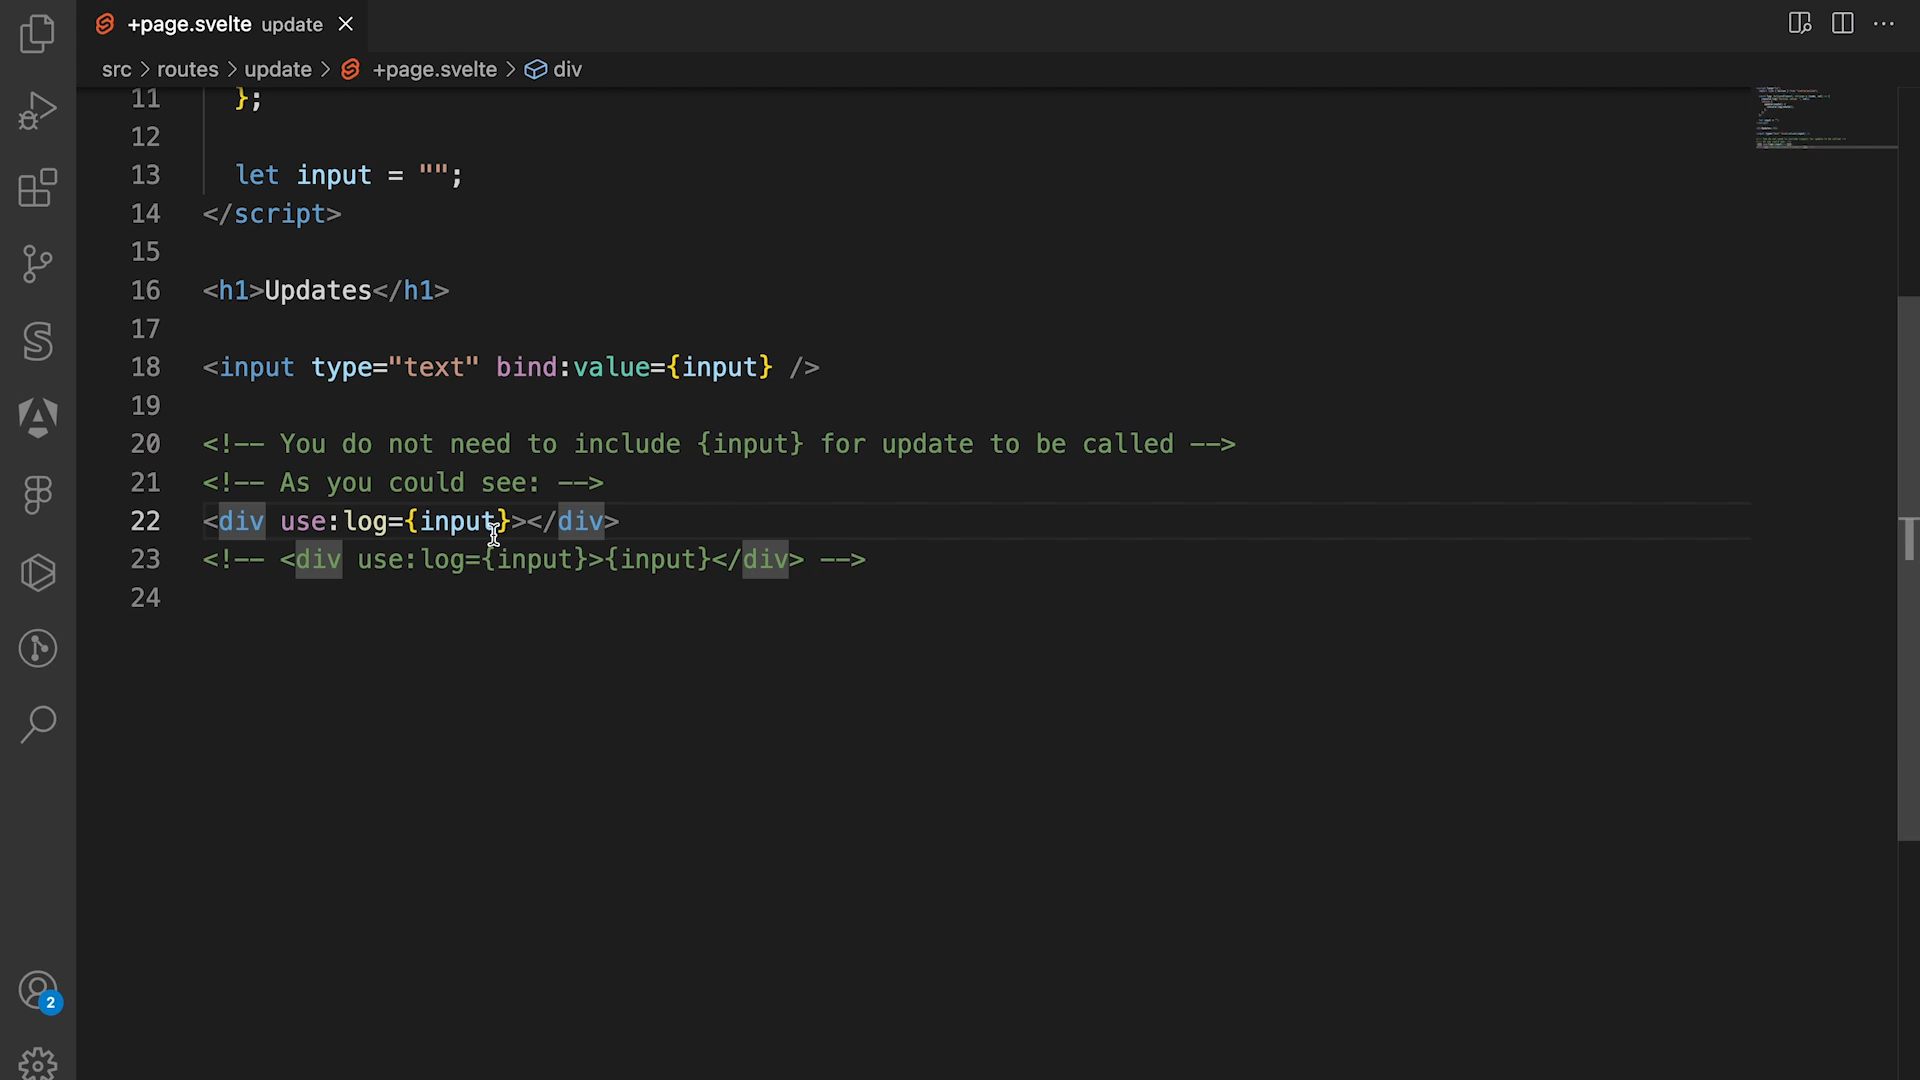 +page.svelte update
src > routes > update > +page.svelte > div
11 };
12
13 let input = "";
14 </script>
15
16 <h1>Updates</h1>
17
18 <input type="text" bind:value={input} />
19
20 <!-- You do not need to include {input} for update to be called -->
21 <!-- As you could see: -->
22 <div use:log={input}></div>
23 <!-- <div use:log={input}>{input}</div> -->
24
2